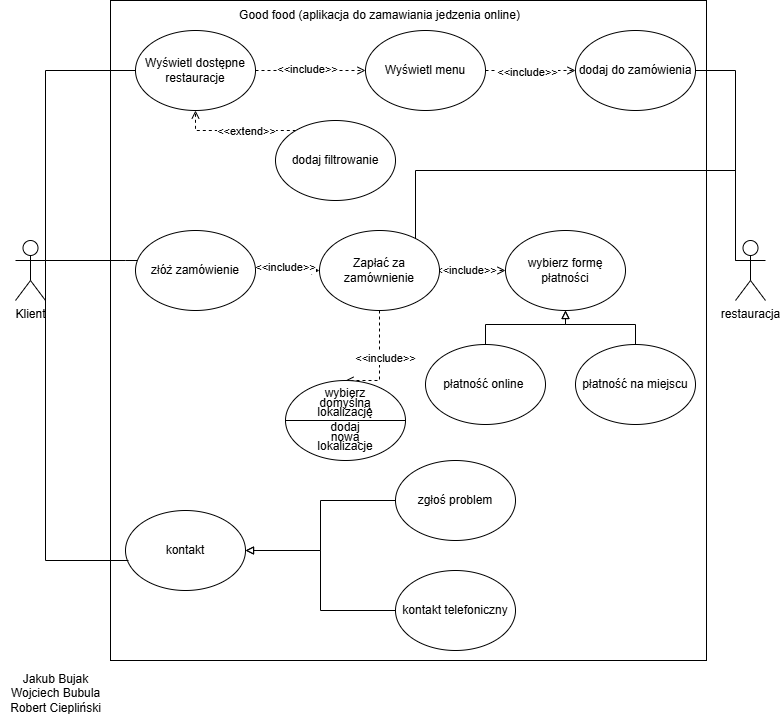 Good food (aplikacja do zamawiania jedzenia online)
Wyświetl dostępne
restauracje
<<include>>
Wyświetl menu
<<include>>
dodaj do zamówienia
<<extend>>
dodaj filtrowanie
złóż zamówienie
<<include>>
Zapłać za
zamównienie
<<include>>
wybierz formę
płatności
Klient
restauracja
<<include>>
płatność online
płatność na miejscu
wybierz
domyślną
lokalizację
dodaj
nową
lokalizacje
zgłoś problem
kontakt
kontakt telefoniczny
Jakub Bujak
Wojciech Bubula
Robert Ciepliński